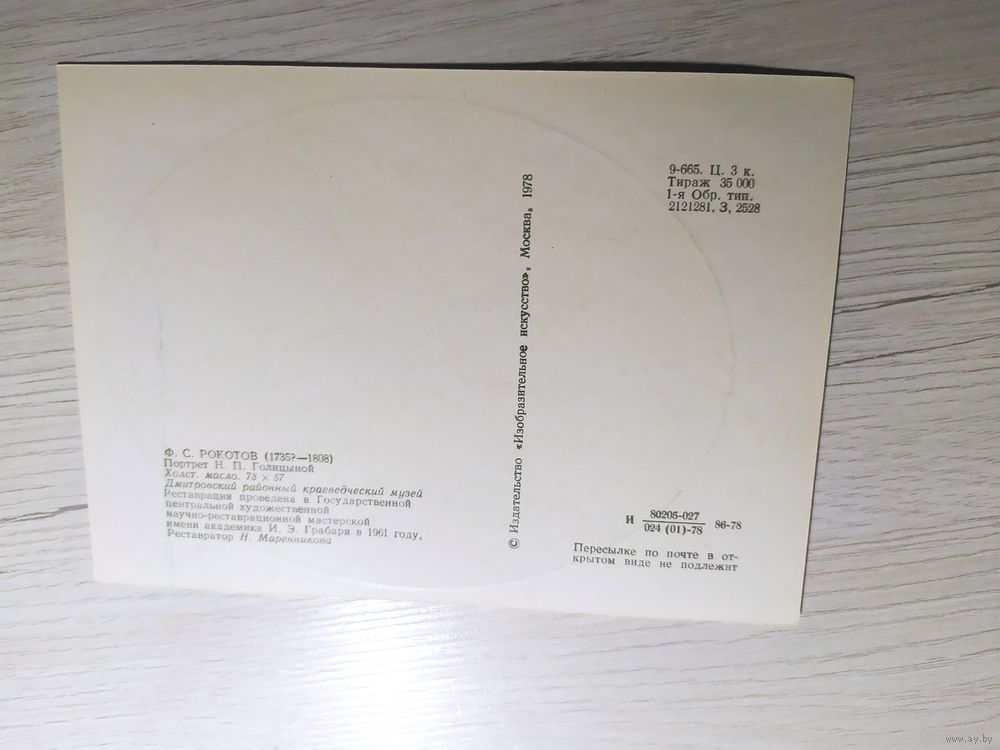 9-665. Ц. 3 к.
Тираж 35 000
1-я Обр. тип.
2121281. З. 2528
© Издательство «Изобразительное искусство». Москва. 1978
Ф. С. РОКОТОВ (1735?—1808)
Портрет Н. П. Голицыной
Холст, масло. 73 × 57
Дмитровский районный краеведческий музей
Реставрация проведена в Государственной
центральной художественной
научно-реставрационной мастерской
имени академика И. Э. Грабаря в 1961 году,
Реставратор Н. Маренникова
И 80205-027
024 (01)-78 86-78
Пересылке по почте в от-
крытом виде не подлежит
www.ay.by